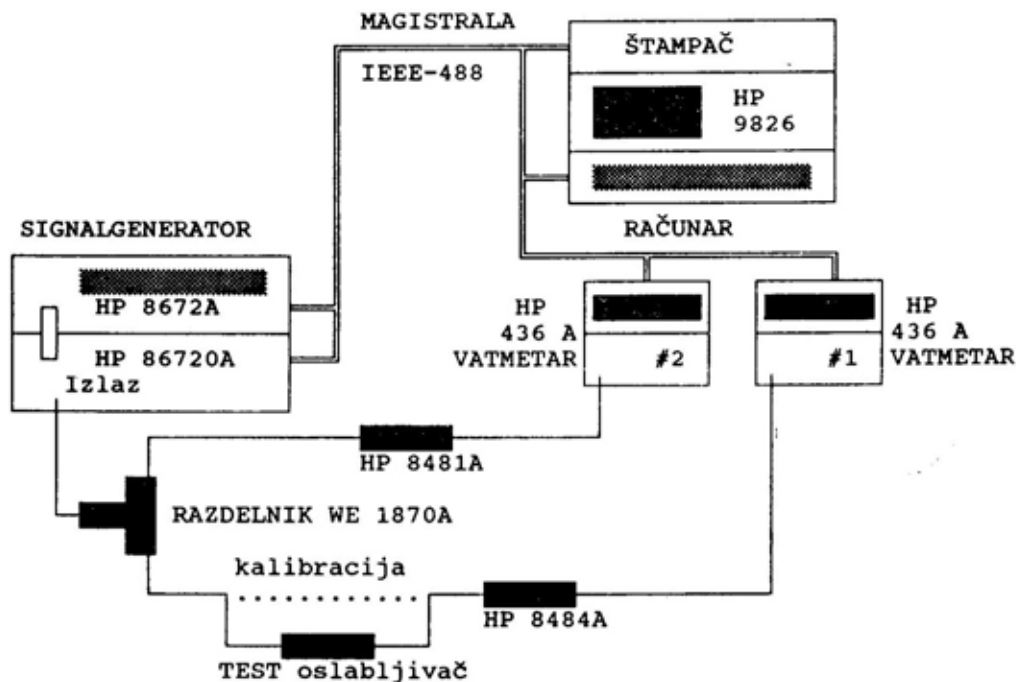 MAGISTRALA
IEEE-488
ŠTAMPAČ
HP
9826
RAČUNAR
SIGNALGENERATOR
HP 8672A
HP 86720A
Izlaz
HP
436 A
VATMETAR
#2
#1
HP
436 A
VATMETAR
HP 8481A
RAZDELNIK WE 1870A
kalibracija
HP 8484A
TEST oslabljivač